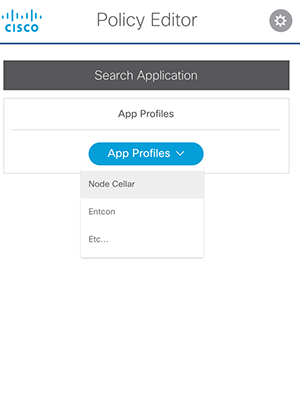 CISCO
Policy Editor
Search Application
App Profiles
App Profiles
Node Cellar
Entcon
Etc...